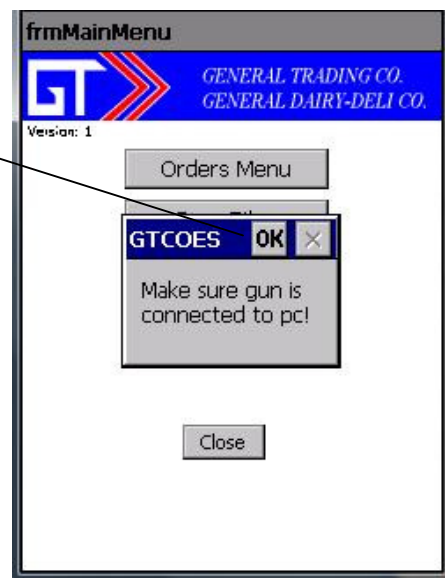 frmMainMenu
GT
GENERAL TRADING CO.
GENERAL DAIRY-DELI CO.
Version: 1
Orders Menu
GTCOES OK
Make sure gun is
connected to pc!
Close